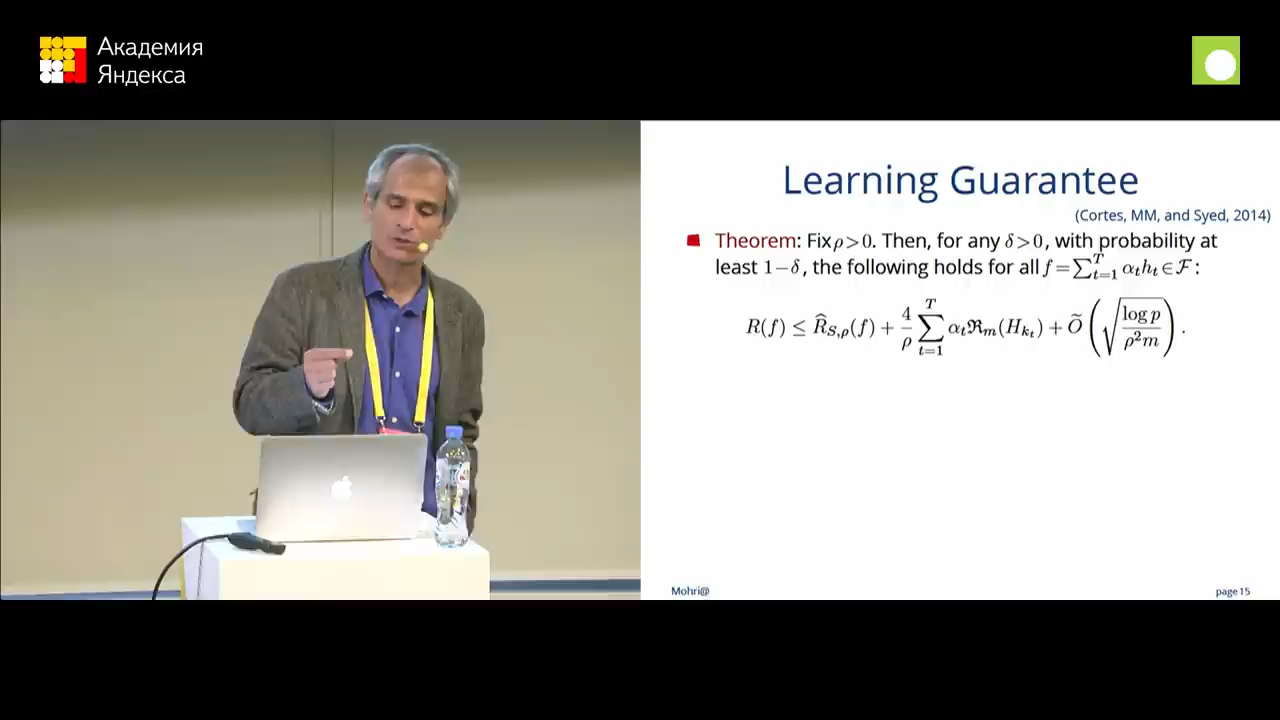 Академия
Яндекса
Learning Guarantee
(Cortes, MM, and Syed, 2014)
Theorem: Fix ρ>0. Then, for any δ>0, with probability at
least 1−δ, the following holds for all f=∑_{t=1}^{T} α_t h_t ∈ F:
R(f) ≤ R̂_{S,ρ}(f) + 4/ρ ∑_{t=1}^{T} α_t ℜ_m(H_{k_t}) + Õ(√(log p / ρ²m)).
Mohri@
page 15